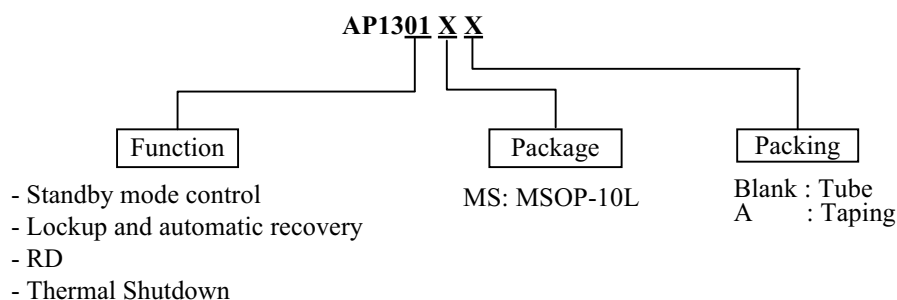 AP1301 X X
Function
Package
Packing
- Standby mode control
- Lockup and automatic recovery
- RD
- Thermal Shutdown
MS: MSOP-10L
Blank : Tube
A : Taping